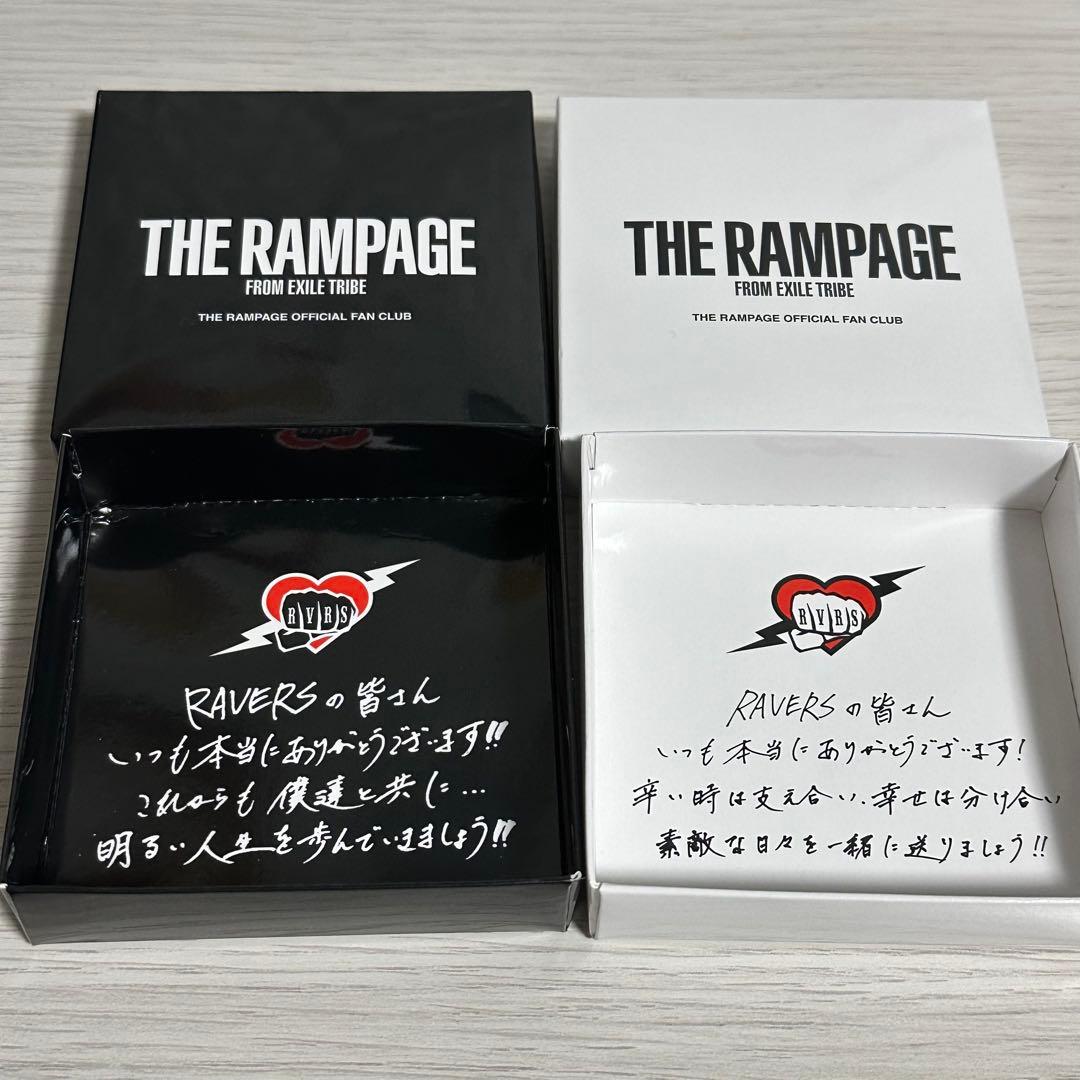 THE RAMPAGE
FROM EXILE TRIBE
THE RAMPAGE OFFICIAL FAN CLUB
RVRS
RAVERSの皆さん
いつも本当にありがとうございます!!
これからも僕達と共に…
明るい人生を歩んでいきましょう!!
THE RAMPAGE
FROM EXILE TRIBE
THE RAMPAGE OFFICIAL FAN CLUB
RVRS
RAVERSの皆さん
いつも本当にありがとうございます!
辛い時は支え合い、幸せは分け合い
素敵な日々を一緒に送りましょう!!